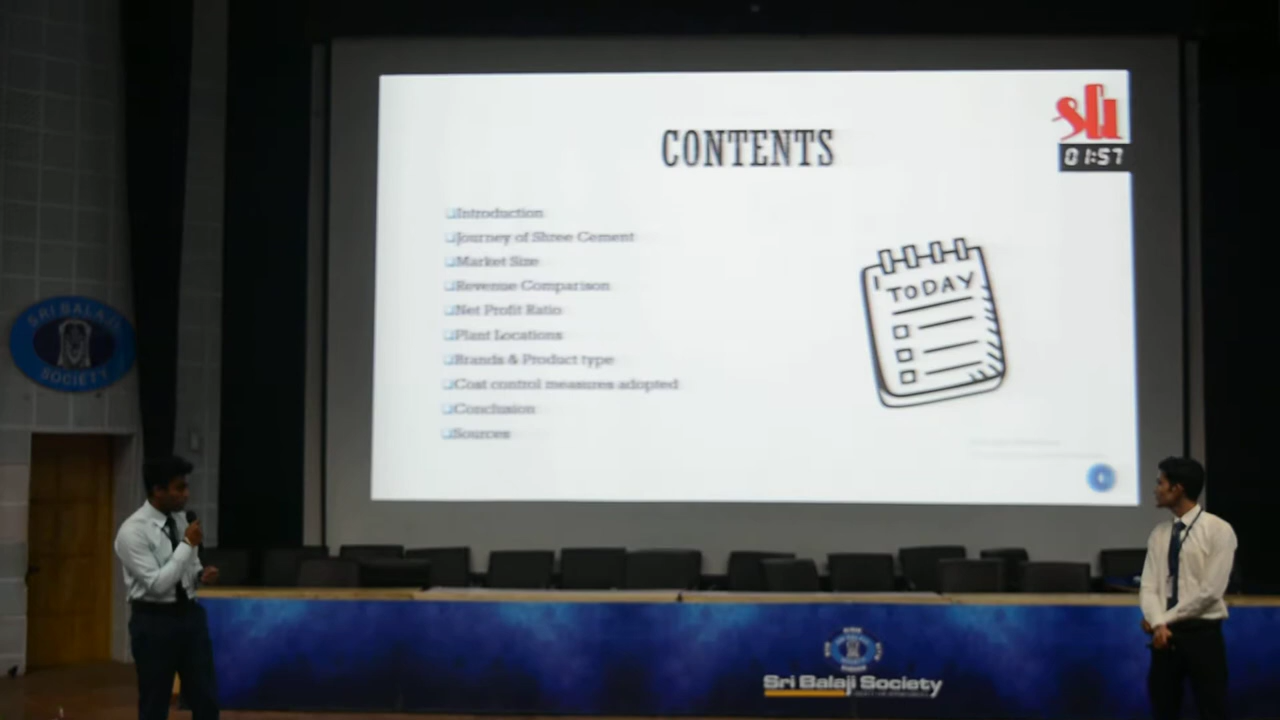 CONTENTS
01:57
Introduction
Journey of Shree Cement
Market Size
Revenue Comparison
Net Profit Ratio
Plant Locations
Brands & Product type
Cost control measures adopted
Conclusion
Sources
TODAY
SRI BALAJI
SOCIETY
Sri Balaji Society